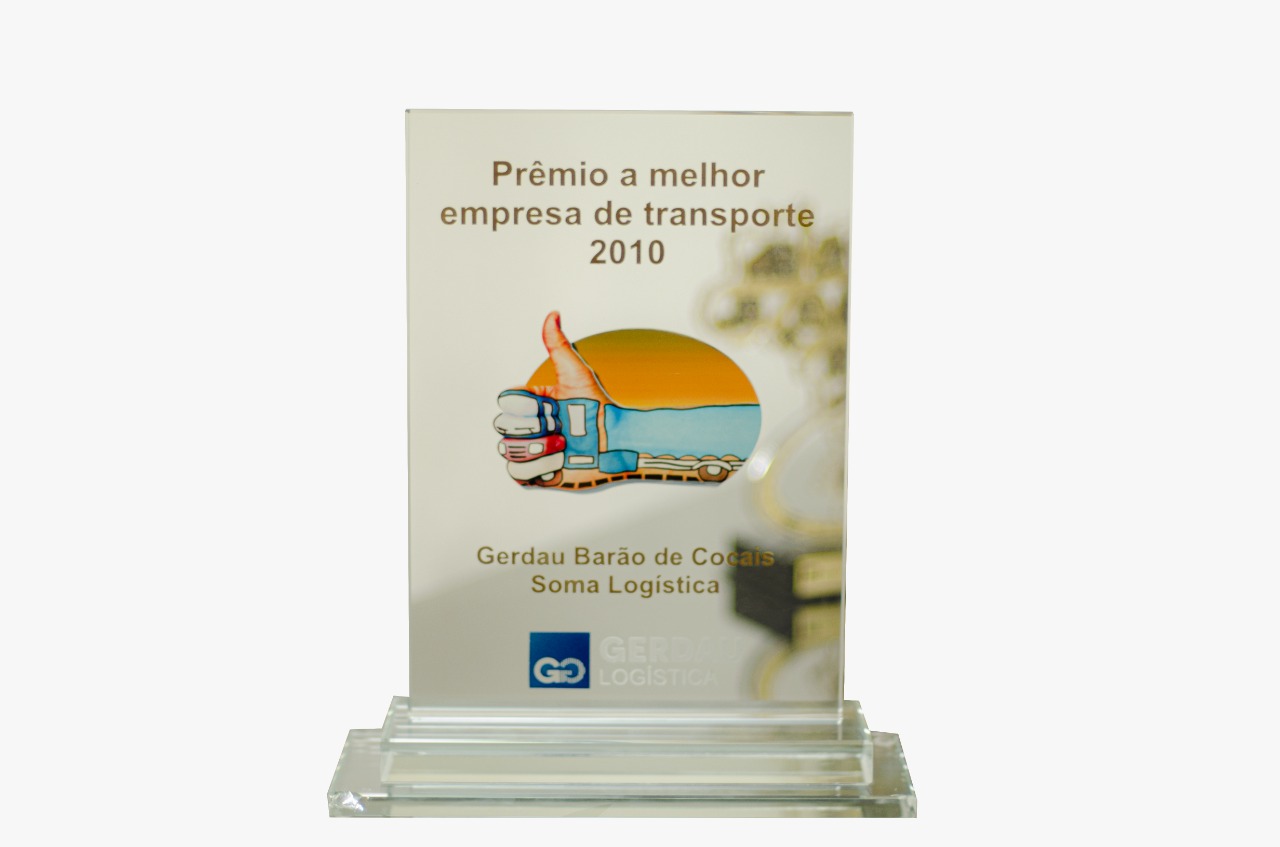 Prêmio a melhor
empresa de transporte
2010
Gerdau Barão de Cocais
Soma Logística
GG
GERDAU
LOGÍSTICA